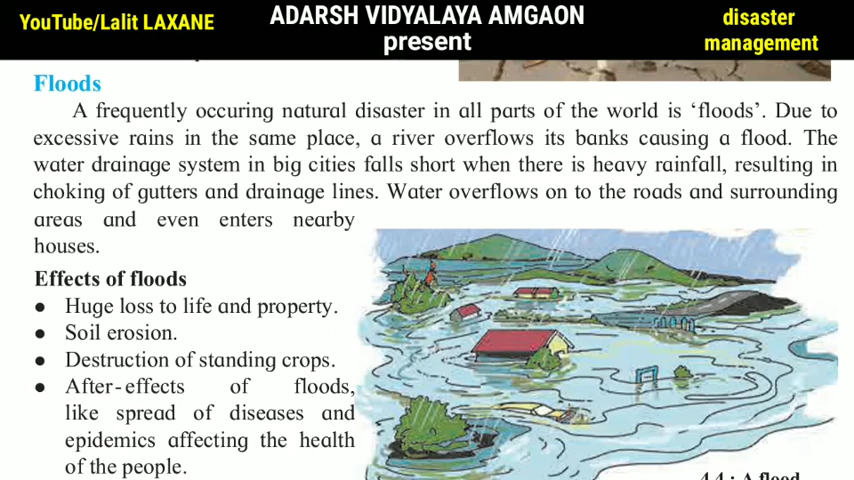 YouTube/Lalit LAXANE
ADARSH VIDYALAYA AMGAON
present
disaster
management
Floods
A frequently occuring natural disaster in all parts of the world is ‘floods’. Due to
excessive rains in the same place, a river overflows its banks causing a flood. The
water drainage system in big cities falls short when there is heavy rainfall, resulting in
choking of gutters and drainage lines. Water overflows on to the roads and surrounding
areas and even enters nearby
houses.
Effects of floods
● Huge loss to life and property.
● Soil erosion.
● Destruction of standing crops.
● After-effects of floods,
like spread of diseases and
epidemics affecting the health
of the people.
4.4 : A flood